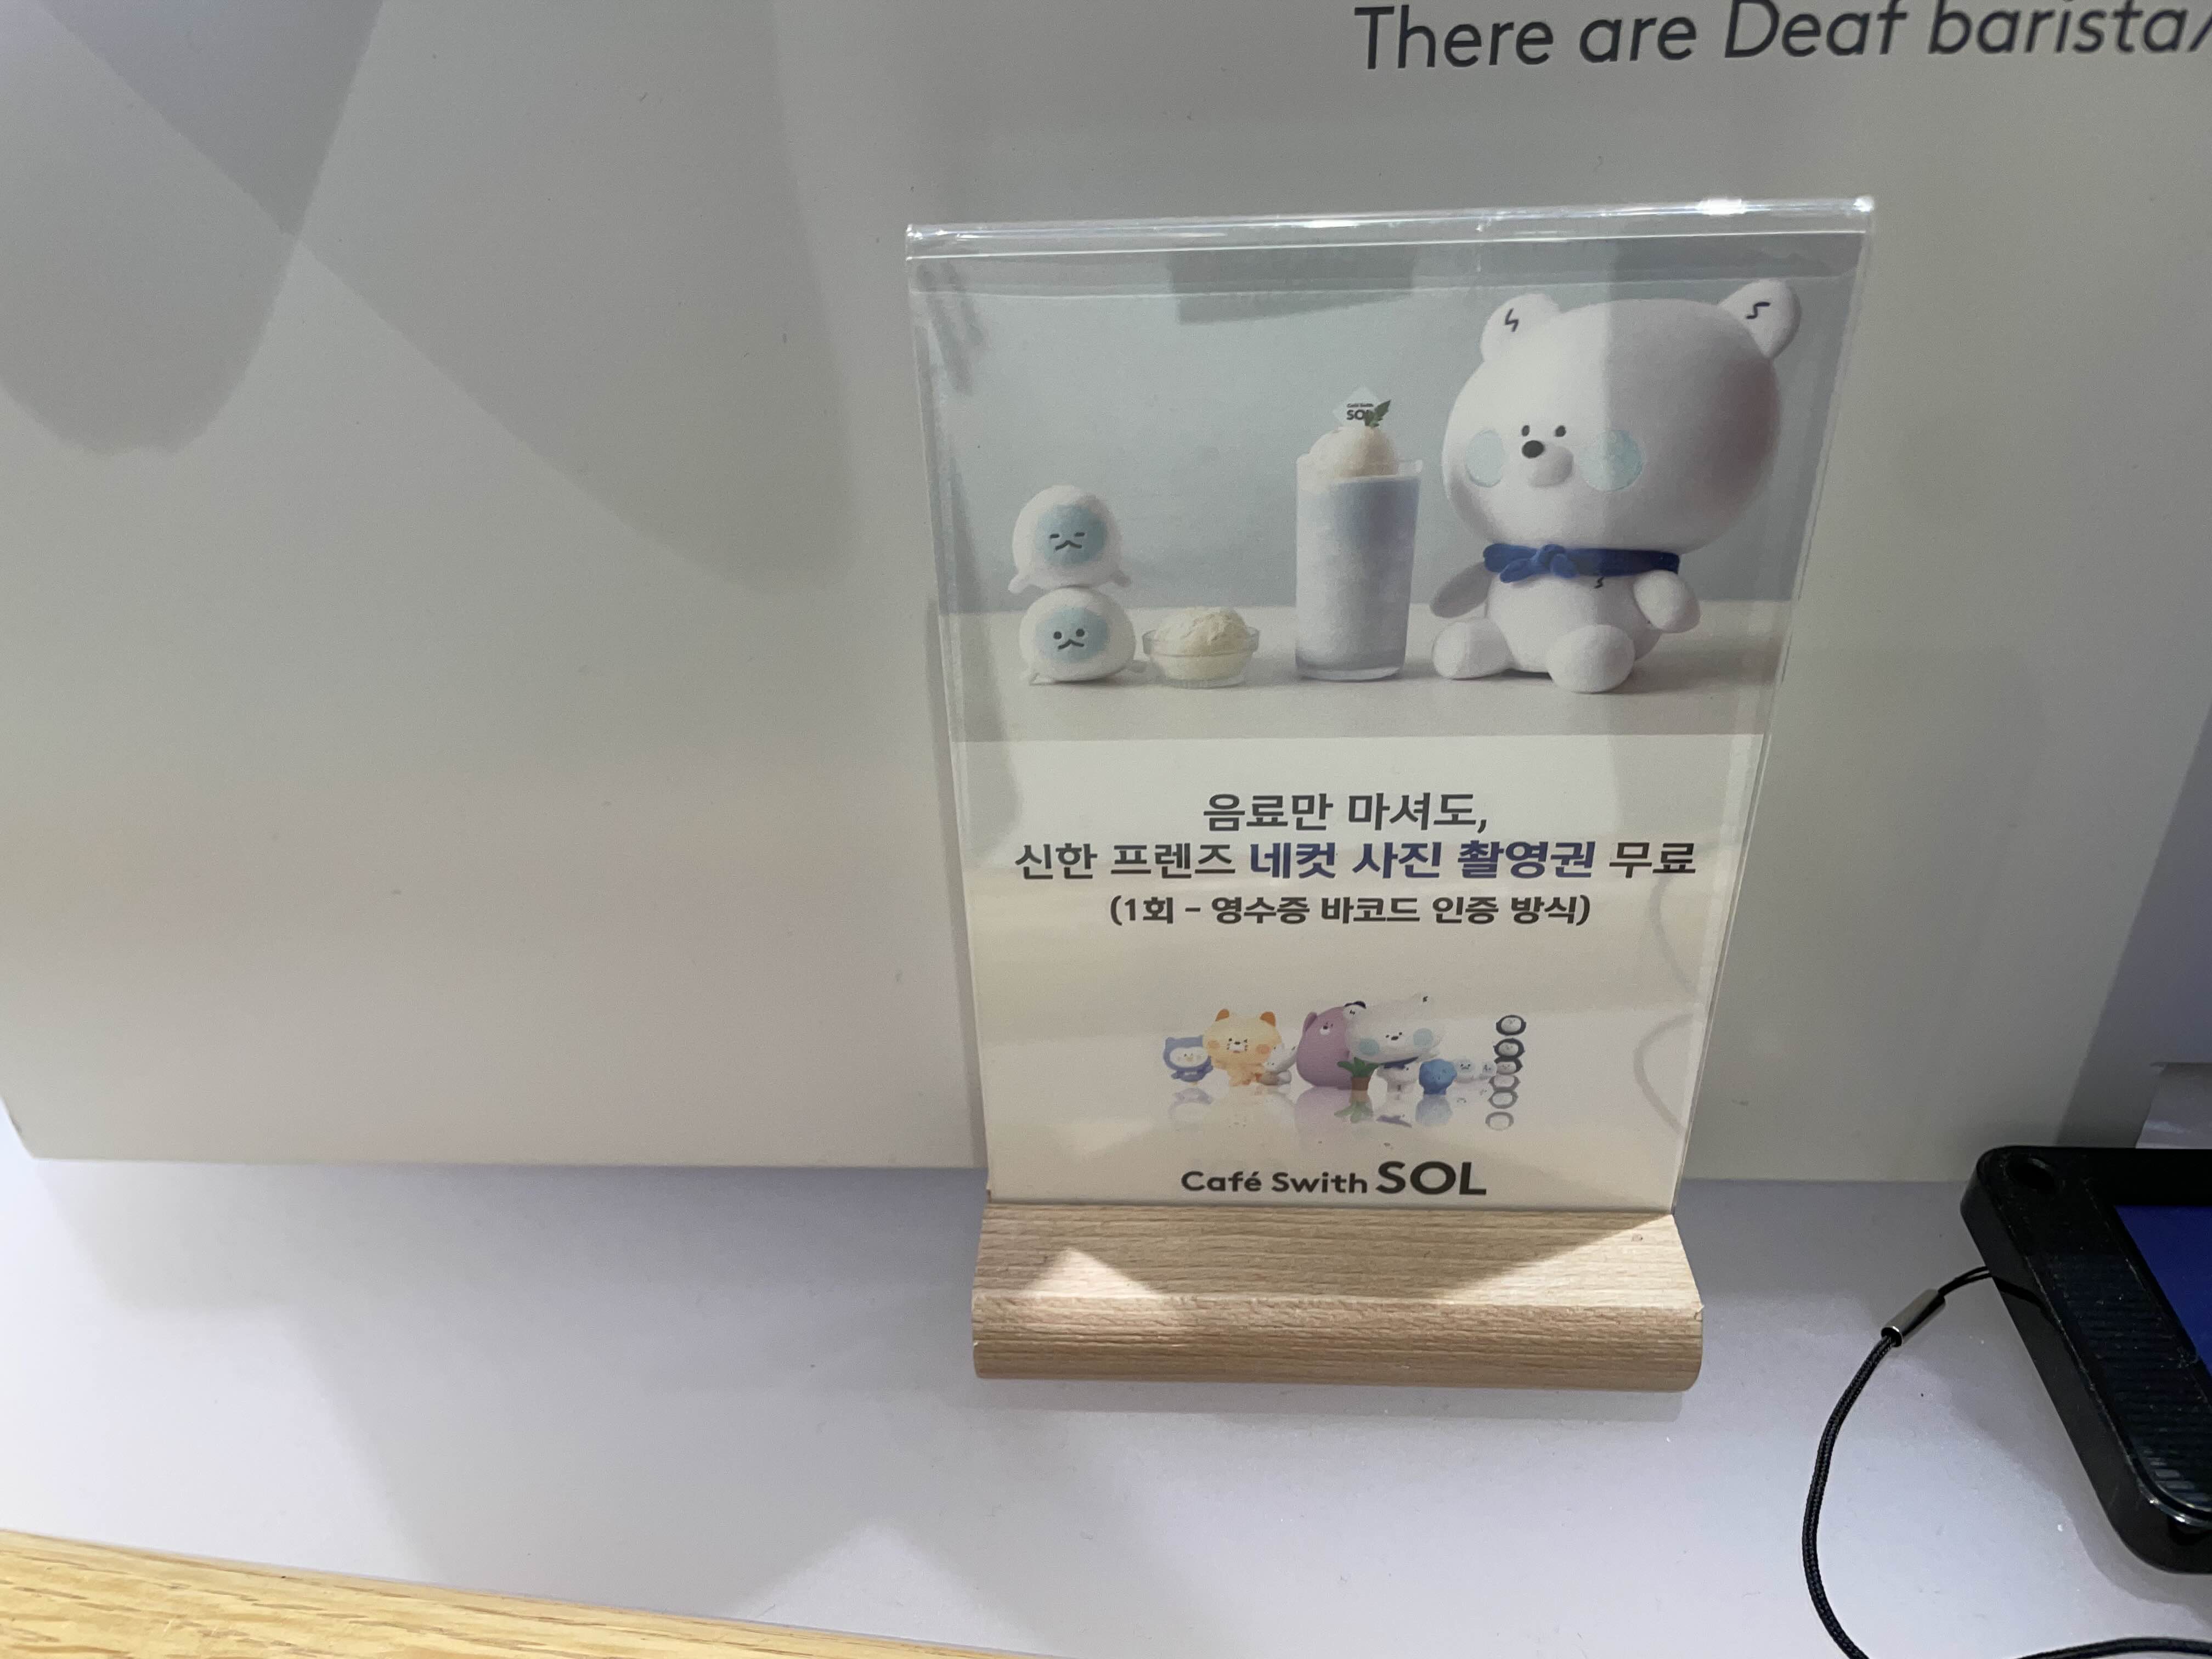 There are Deaf barista
SOL
음료만 마셔도,
신한 프렌즈 네컷 사진 촬영권 무료
(1회 - 영수증 바코드 인증 방식)
Café Swith SOL